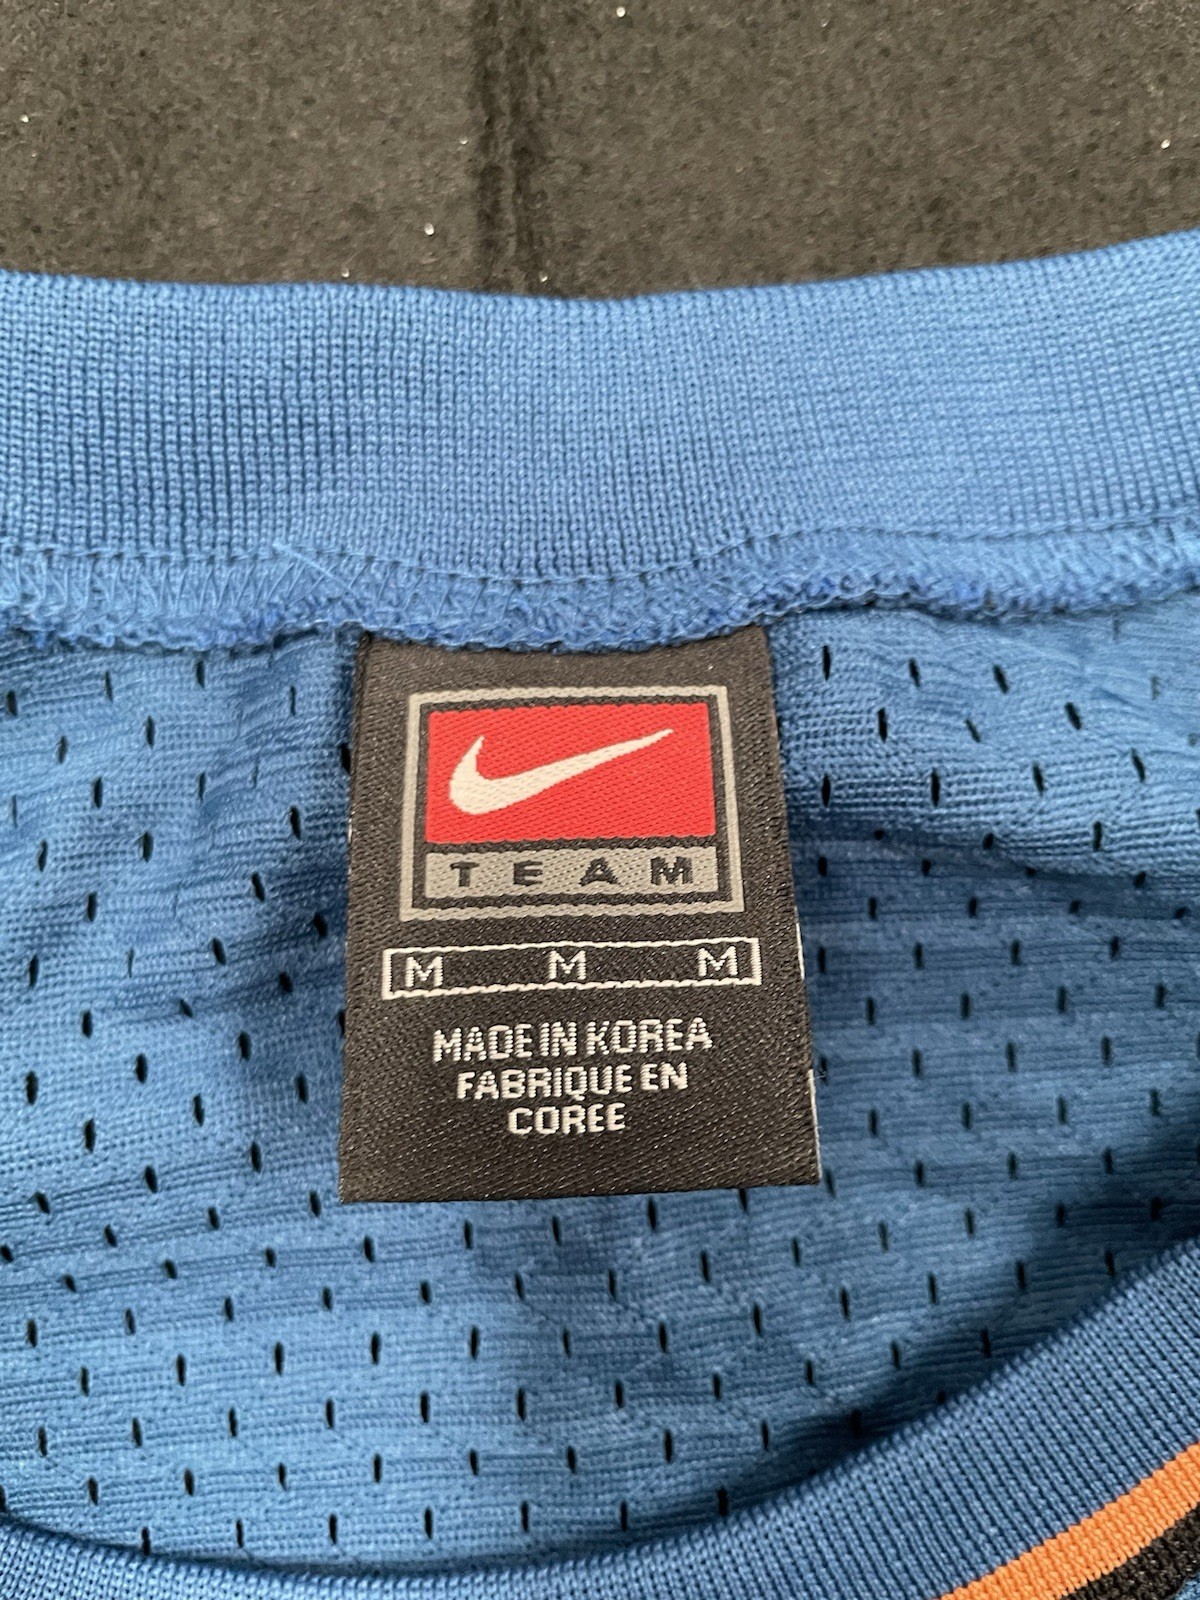 TEAM
M M M
MADE IN KOREA
FABRIQUE EN
COREE